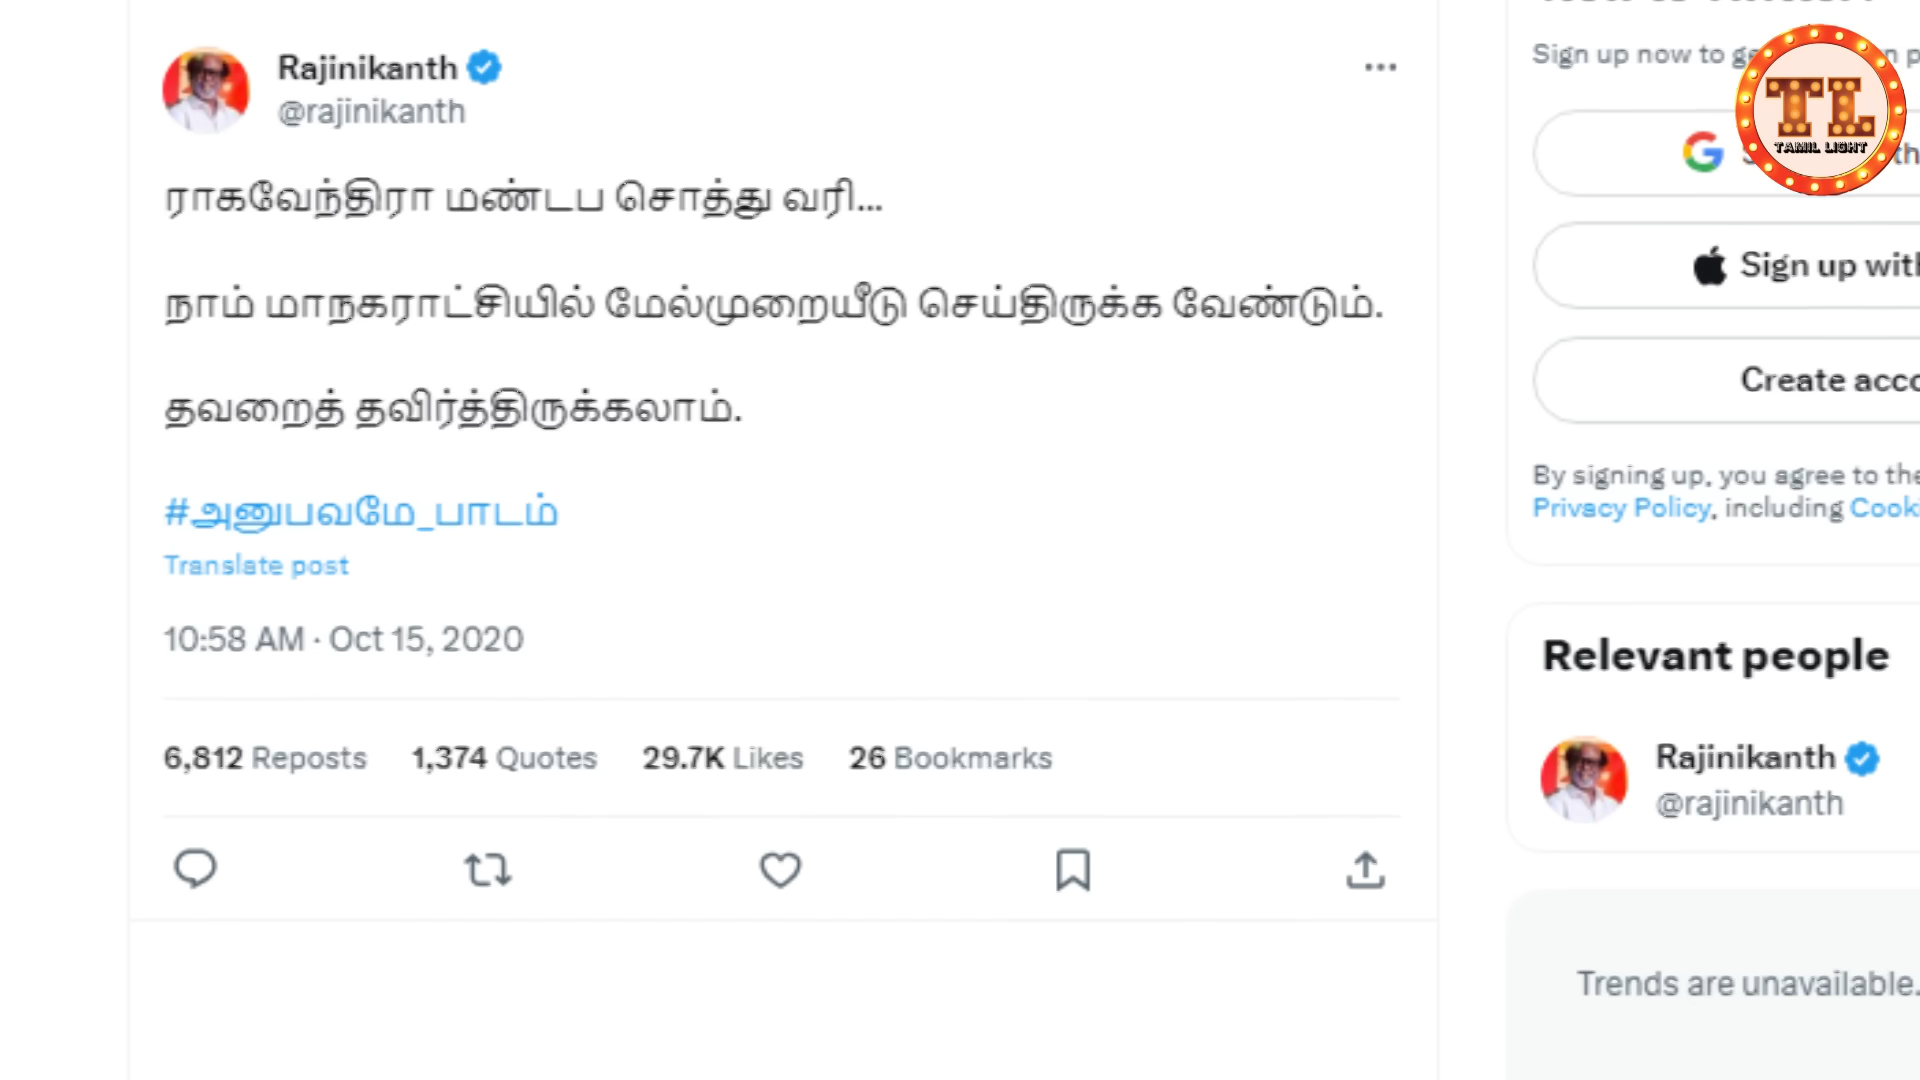 Rajinikanth
@rajinikanth
ராகவேந்திரா மண்டப சொத்து வரி...
நாம் மாநகராட்சியில் மேல்முறையீடு செய்திருக்க வேண்டும்.
தவறைத் தவிர்த்திருக்கலாம்.
#அனுபவமே_பாடம்
Translate post
10:58 AM · Oct 15, 2020
6,812 Reposts 1,374 Quotes 29.7K Likes 26 Bookmarks
Sign up now to
TL
TAMIL LIGHT
Sign up with
Create
By signing up, you agree to the
Privacy Policy, including
Relevant people
Rajinikanth
@rajinikanth
Trends are unavailable.